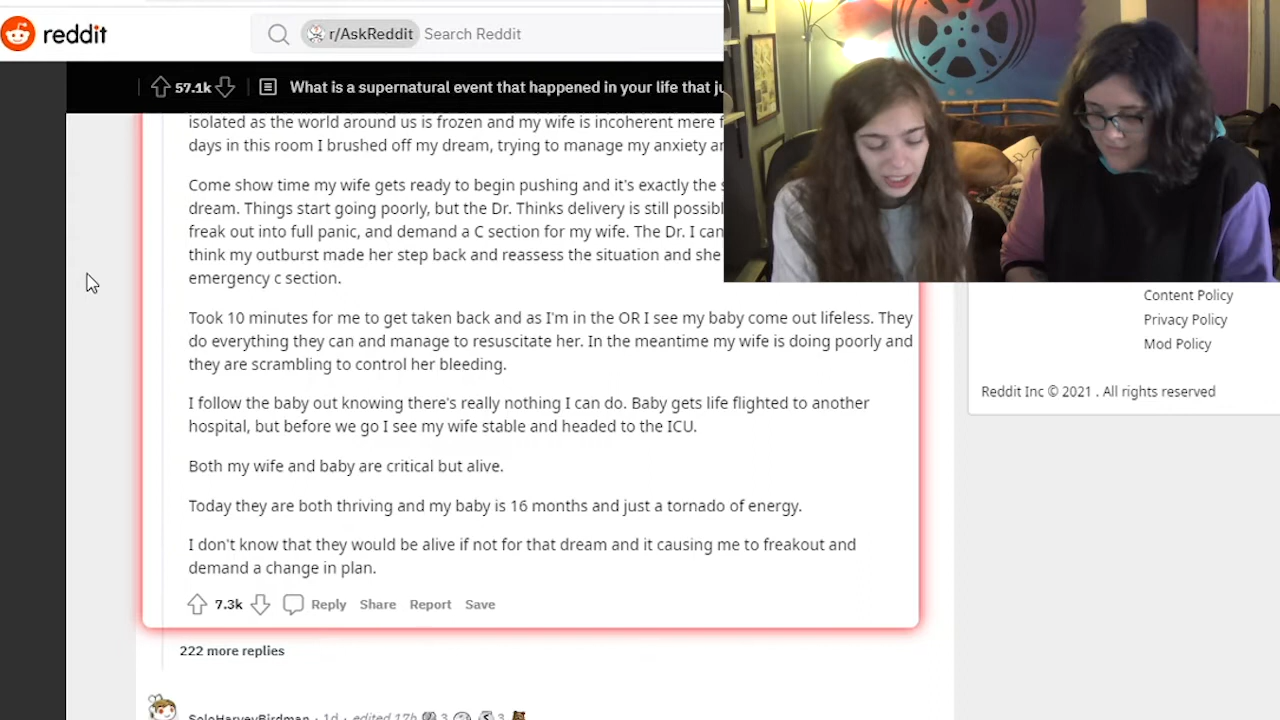 reddit
r/AskReddit Search Reddit
57.1k What is a supernatural event that happened in your life that
isolated as the world around us is frozen and my wife is incoherent mere
days in this room I brushed off my dream, trying to manage my anxiety
Come show time my wife gets ready to begin pushing and it's exactly the
dream. Things start going poorly, but the Dr. Thinks delivery is still
freak out into full panic, and demand a C section for my wife. The Dr. I
think my outburst made her step back and reassess the situation and she
emergency c section.
Took 10 minutes for me to get taken back and as I'm in the OR I see my baby come out lifeless. They
do everything they can and manage to resuscitate her. In the meantime my wife is doing poorly and
they are scrambling to control her bleeding.
I follow the baby out knowing there's really nothing I can do. Baby gets life flighted to another
hospital, but before we go I see my wife stable and headed to the ICU.
Both my wife and baby are critical but alive.
Today they are both thriving and my baby is 16 months and just a tornado of energy.
I don't know that they would be alive if not for that dream and it causing me to freakout and
demand a change in plan.
7.3k Reply Share Report Save
222 more replies
SoloHarveyBirdman · 1d · edited 17h 3 3
Content Policy
Privacy Policy
Mod Policy
Reddit Inc © 2021 . All rights reserved